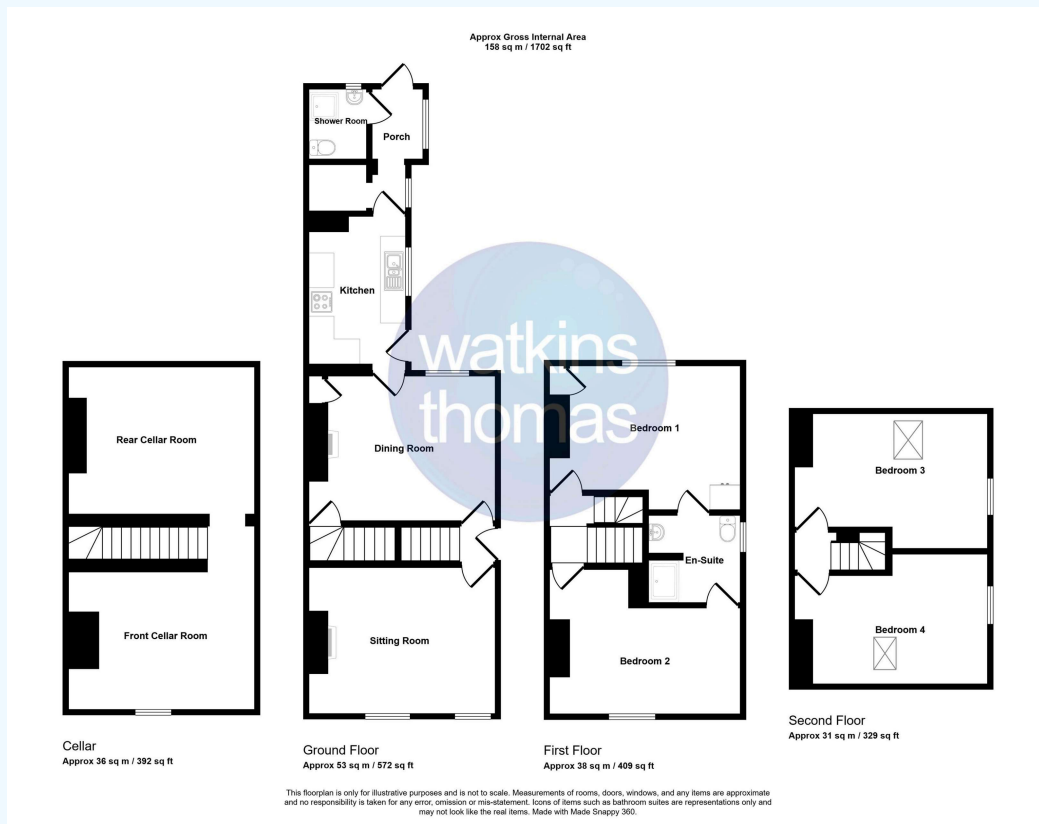 Approx Gross Internal Area
158 sq m / 1702 sq ft
Shower Room
Porch
Kitchen
watkins
thomas
Rear Cellar Room
Dining Room
Bedroom 1
Bedroom 3
En-Suite
Front Cellar Room
Sitting Room
Bedroom 2
Bedroom 4
Cellar
Approx 36 sq m / 392 sq ft
Ground Floor
Approx 53 sq m / 572 sq ft
First Floor
Approx 38 sq m / 409 sq ft
Second Floor
Approx 31 sq m / 329 sq ft
This floorplan is only for illustrative purposes and is not to scale. Measurements of rooms, doors, windows, and any items are approximate
and no responsibility is taken for any error, omission or mis-statement. Icons of items such as bathroom suites are representations only and
may not look like the real items. Made with Made Snappy 360.